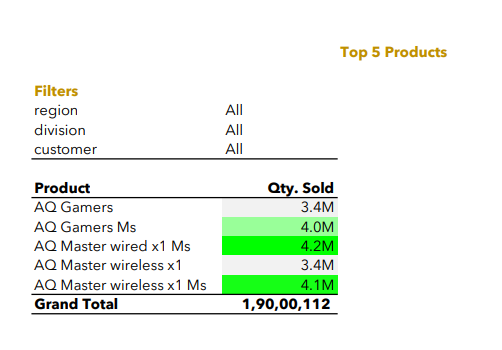 Top 5 Products
Filters
region All
division All
customer All
Product Qty. Sold
AQ Gamers 3.4M
AQ Gamers Ms 4.0M
AQ Master wired x1 Ms 4.2M
AQ Master wireless x1 3.4M
AQ Master wireless x1 Ms 4.1M
Grand Total 1,90,00,112